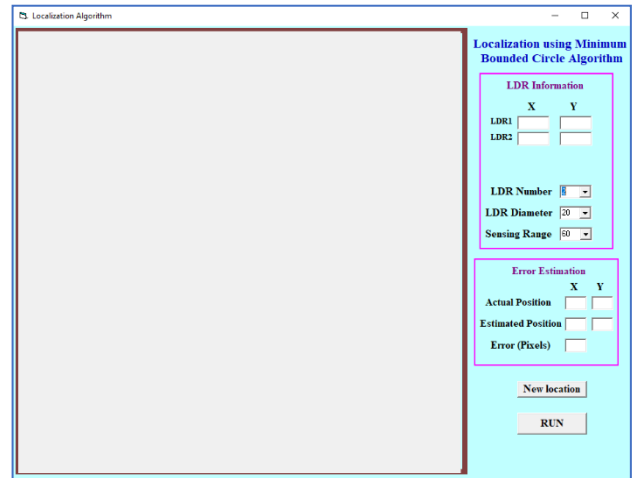 Localization Algorithm
Localization using Minimum
Bounded Circle Algorithm
LDR Information
X Y
LDR1
LDR2
LDR Number 2
LDR Diameter 20
Sensing Range 60
Error Estimation
X Y
Actual Position
Estimated Position
Error (Pixels)
New location
RUN